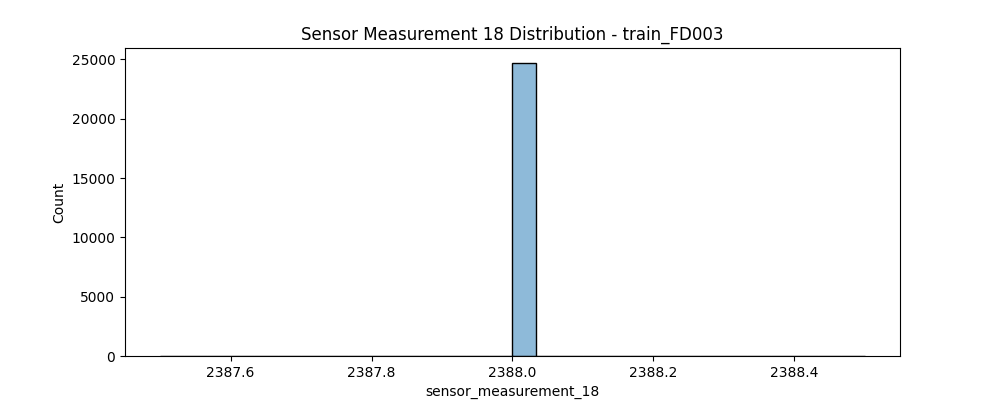 Sensor Measurement 18 Distribution - train_FD003
25000
20000
15000
10000
5000
0
Count
2387.6 2387.8 2388.0 2388.2 2388.4
sensor_measurement_18